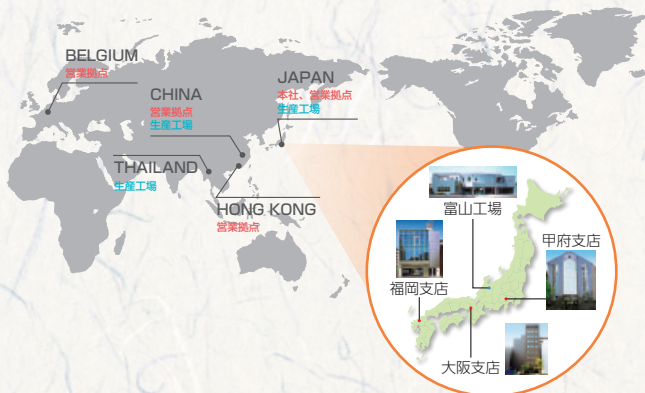 BELGIUM
営業拠点
CHINA
営業拠点
生産工場
JAPAN
本社、営業拠点
生産工場
THAILAND
生産工場
HONG KONG
営業拠点
富山工場
甲府支店
福岡支店
大阪支店